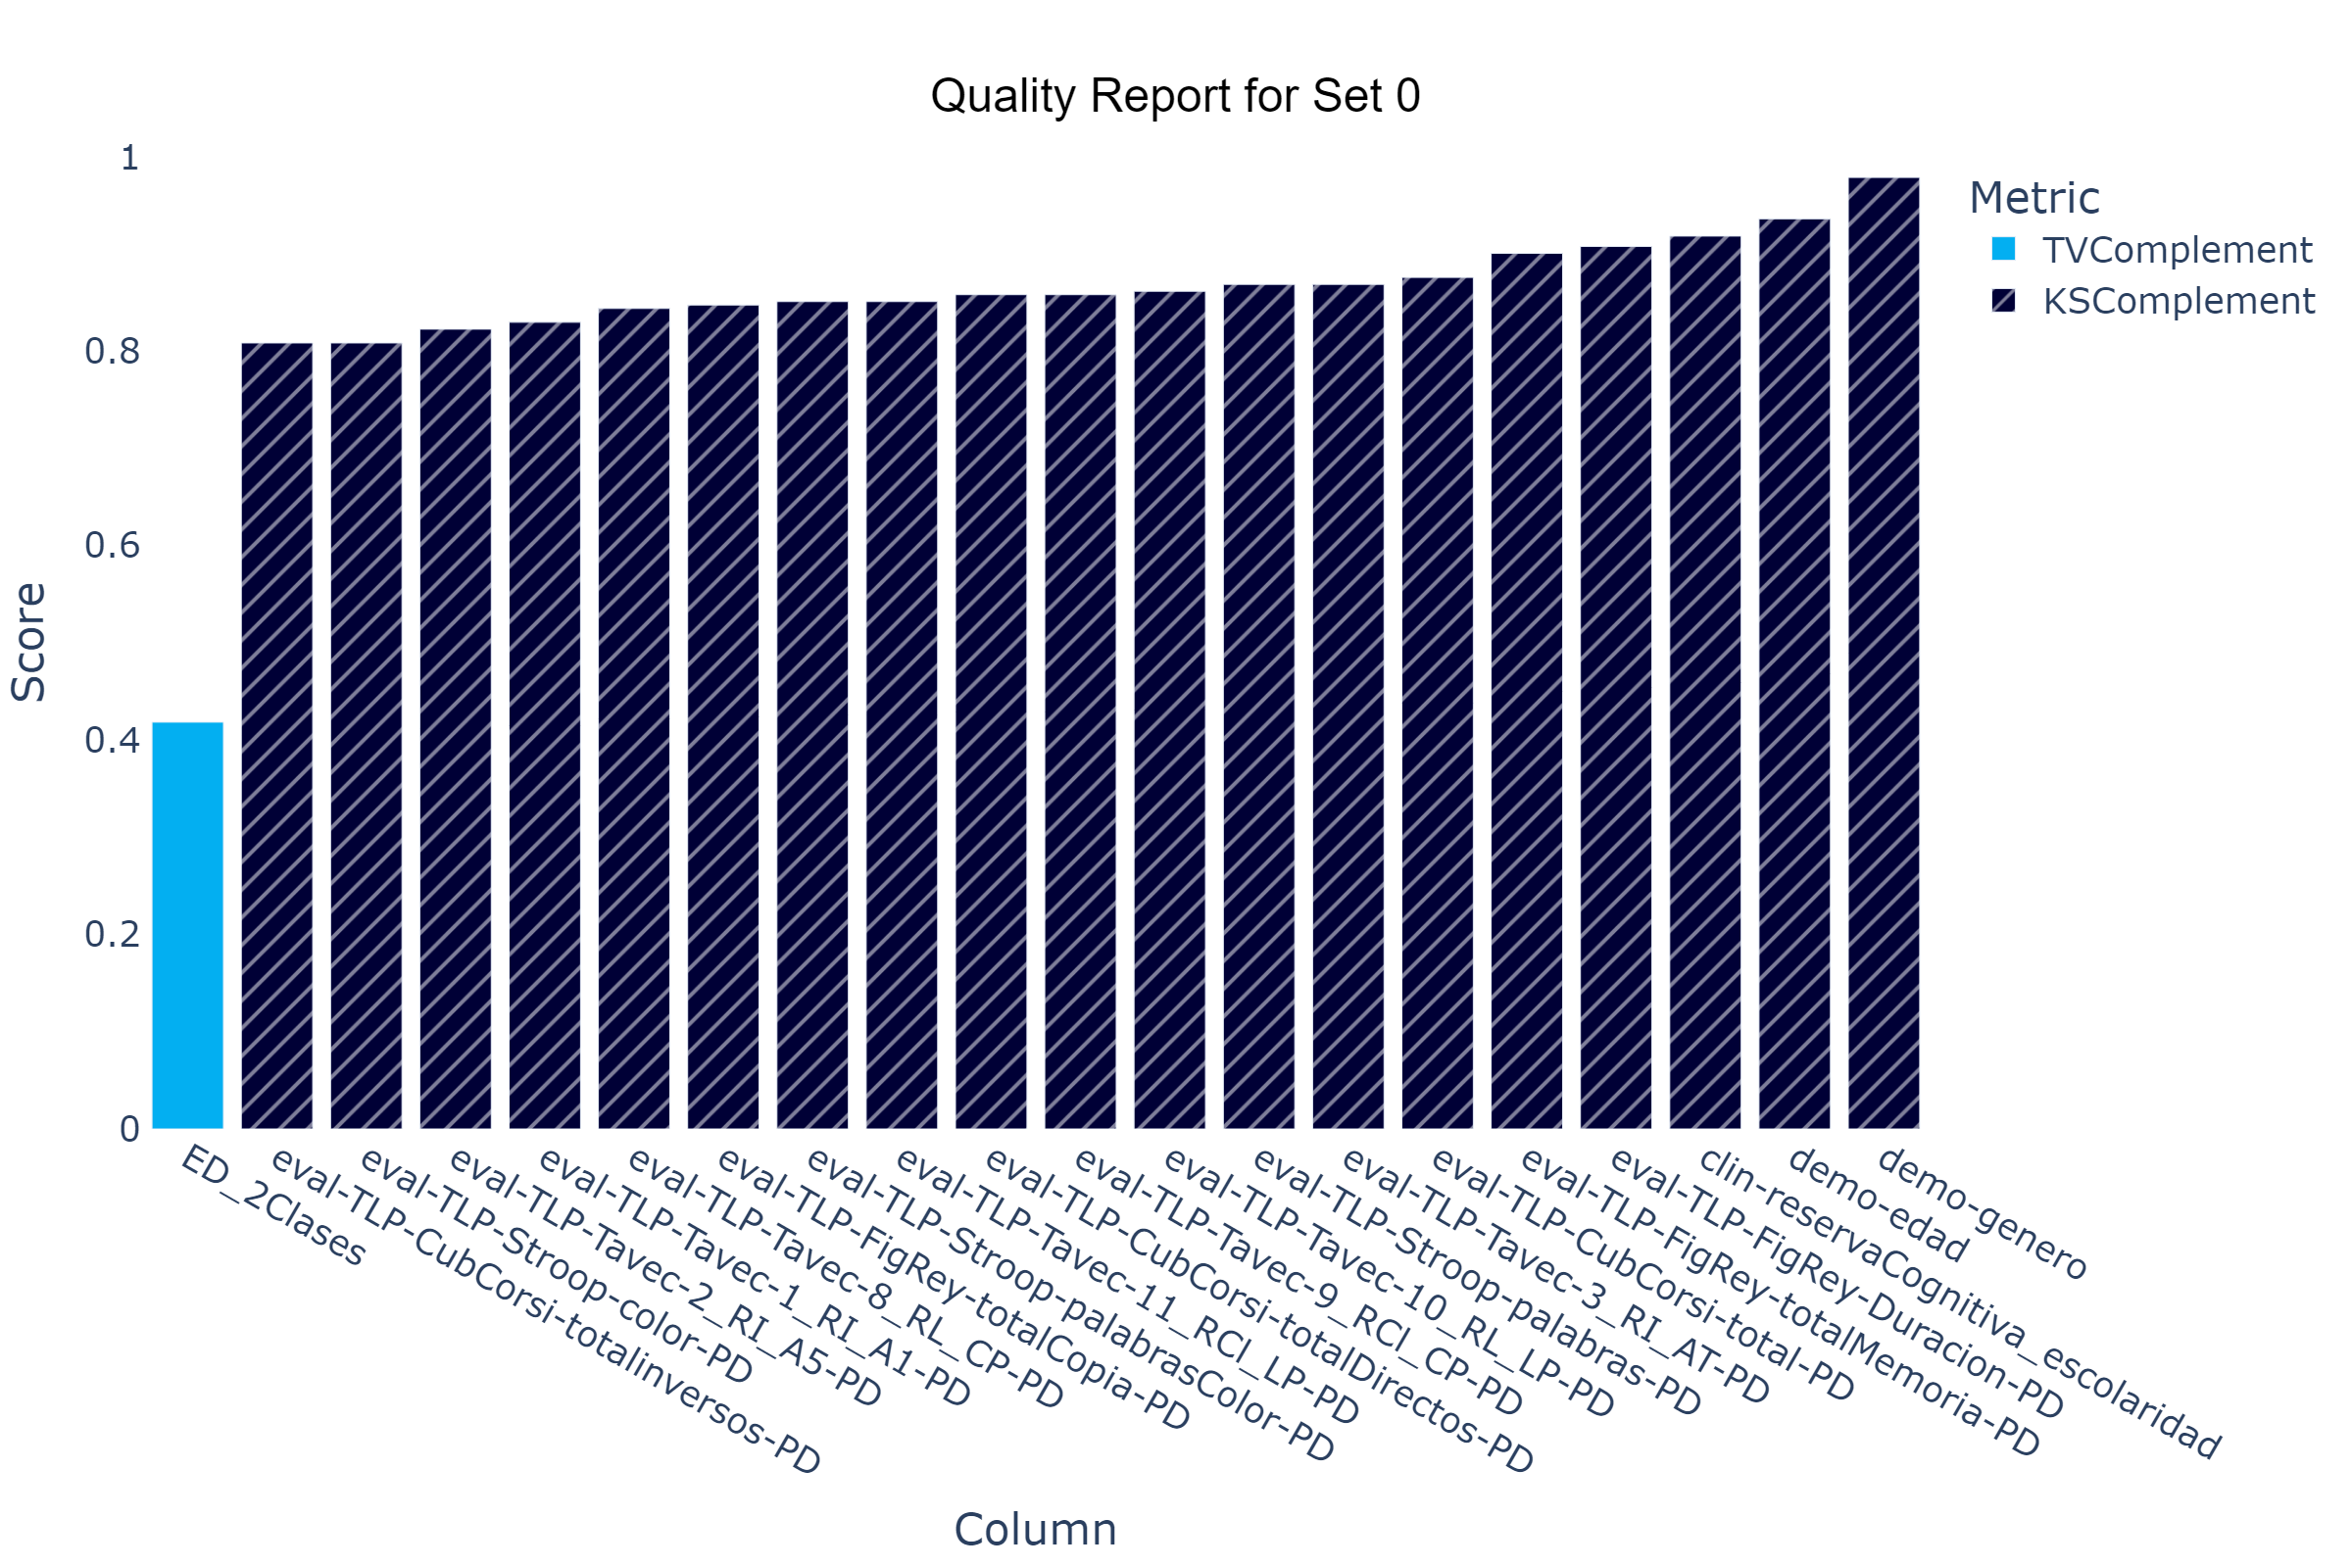 Quality Report for Set 0
1
0.8
0.6
0.4
0.2
0
Score
Metric
TVComplement
KSComplement
ED_2Clases
eval-TLP-CubCorsi-totalinversos-PD
eval-TLP-Stroop-color-PD
eval-TLP-Tavec-2_RI_A5-PD
eval-TLP-Tavec-1_RI_A1-PD
eval-TLP-Tavec-8_RL_CP-PD
eval-TLP-FigRey-totalCopia-PD
eval-TLP-Stroop-palabrasColor-PD
eval-TLP-Tavec-11_RCl_LP-PD
eval-TLP-CubCorsi-totalDirectos-PD
eval-TLP-Tavec-9_RCl_CP-PD
eval-TLP-Tavec-10_RL_LP-PD
eval-TLP-Stroop-palabras-PD
eval-TLP-Tavec-3_RI_AT-PD
eval-TLP-CubCorsi-total-PD
eval-TLP-FigRey-totalMemoria-PD
eval-TLP-FigRey-Duracion-PD
clin-reservaCognitiva_escolaridad
demo-edad
demo-genero
Column